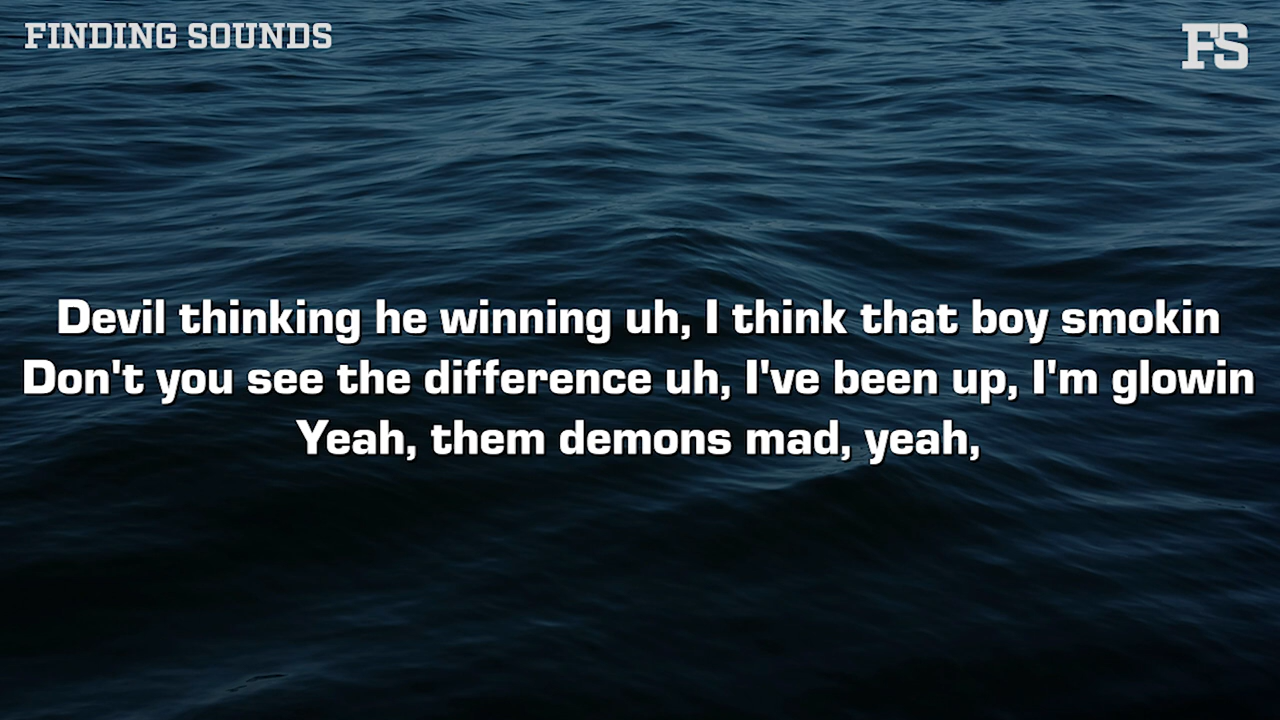 FINDING SOUNDS
FS
Devil thinking he winning uh, I think that boy smokin
Don't you see the difference uh, I've been up, I'm glowin
Yeah, them demons mad, yeah,